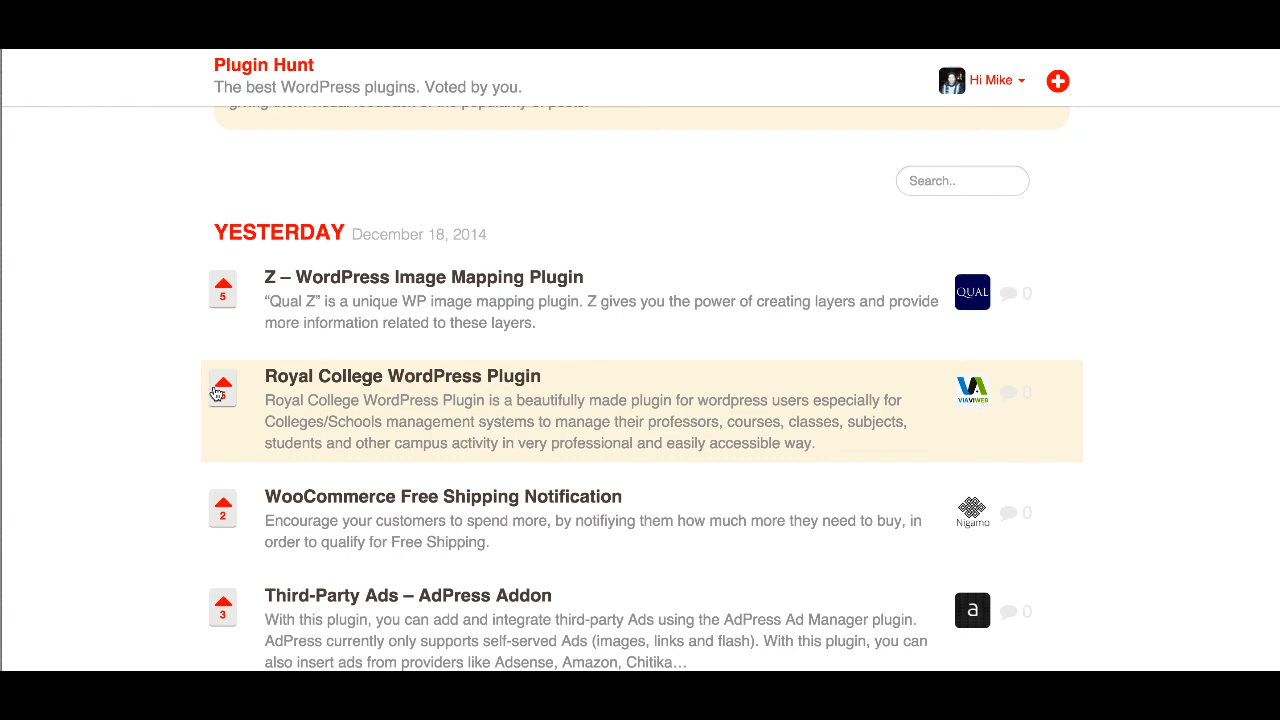 Plugin Hunt
The best WordPress plugins. Voted by you.
Hi Mike
Search..
YESTERDAY December 18, 2014
5
Z – WordPress Image Mapping Plugin
“Qual Z” is a unique WP image mapping plugin. Z gives you the power of creating layers and provide
more information related to these layers.
QUAL
0
Royal College WordPress Plugin
Royal College WordPress Plugin is a beautifully made plugin for wordpress users especially for
Colleges/Schools management systems to manage their professors, courses, classes, subjects,
students and other campus activity in very professional and easily accessible way.
VIAVIWEB
0
2
WooCommerce Free Shipping Notification
Encourage your customers to spend more, by notifiying them how much more they need to buy, in
order to qualify for Free Shipping.
Nigamo
0
3
Third-Party Ads – AdPress Addon
With this plugin, you can add and integrate third-party Ads using the AdPress Ad Manager plugin.
AdPress currently only supports self-served Ads (images, links and flash). With this plugin, you can
also insert ads from providers like Adsense, Amazon, Chitika…
a
0